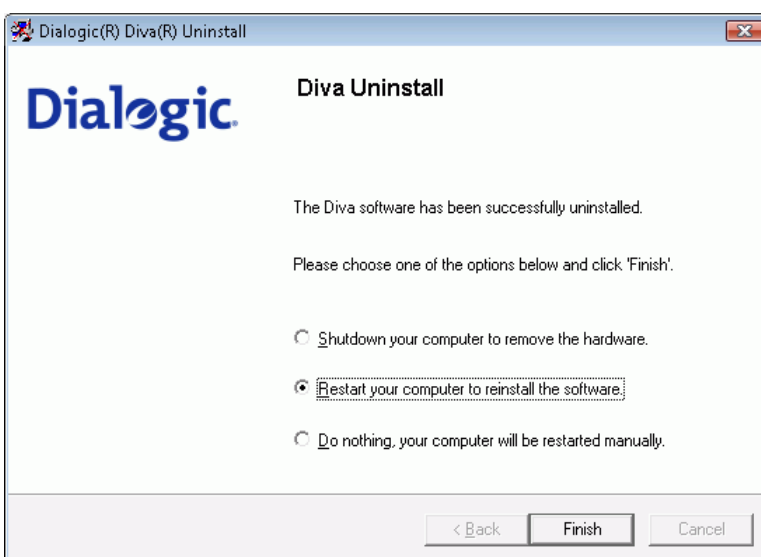 Dialogic(R) Diva(R) Uninstall
Dialogic®
Diva Uninstall
The Diva software has been successfully uninstalled.
Please choose one of the options below and click 'Finish'.
Shutdown your computer to remove the hardware.
Restart your computer to reinstall the software.
Do nothing, your computer will be restarted manually.
< Back Finish Cancel